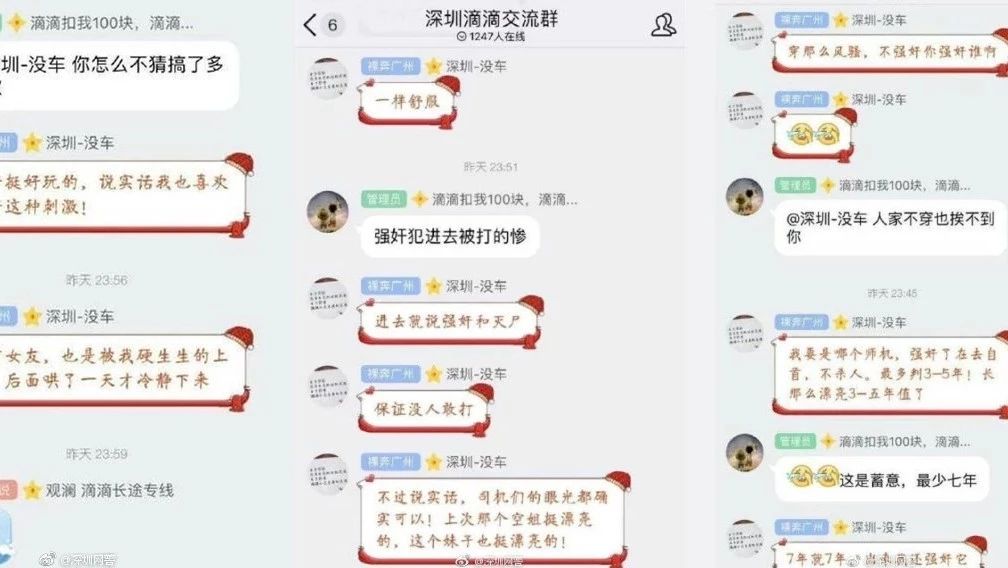 滴滴扣我100块，滴滴...
圳-没车 你怎么不猜搞了多
深圳-没车
挺好玩的，说实话我也喜欢
这种刺激！
昨天 23:56
深圳-没车
女友，也是被我硬生生的上
后面哄了一天才冷静下来
昨天 23:59
观澜 滴滴长途专线
@深圳网答
6
深圳滴滴交流群
1247人在线
裸奔广州 深圳-没车
一样舒服
昨天 23:51
管理员 滴滴扣我100块，滴滴...
强奸犯进去被打的惨
裸奔广州 深圳-没车
进去就说强奸和灭尸
裸奔广州 深圳-没车
保证没人敢打
裸奔广州 深圳-没车
不过说实话，司机们的眼光都确
实可以！上次那个空姐挺漂亮
的，这个妹子也挺漂亮的！
@深圳网答
裸奔广州 深圳-没车
穿那么风骚，不强奸你强奸谁啊
裸奔广州 深圳-没车
管理员 滴滴扣我100块，滴滴...
@深圳-没车 人家不穿也挨不到
你
昨天 23:45
裸奔广州 深圳-没车
我要是哪个师机，强奸了在去自
首，不杀人。最多判3-5年！长
那么漂亮3-五年值了
管理员 滴滴扣我100块，滴滴...
这是蓄意，最少七年
裸奔广州 深圳-没车
7年就7年
还强奸它
@深圳网答